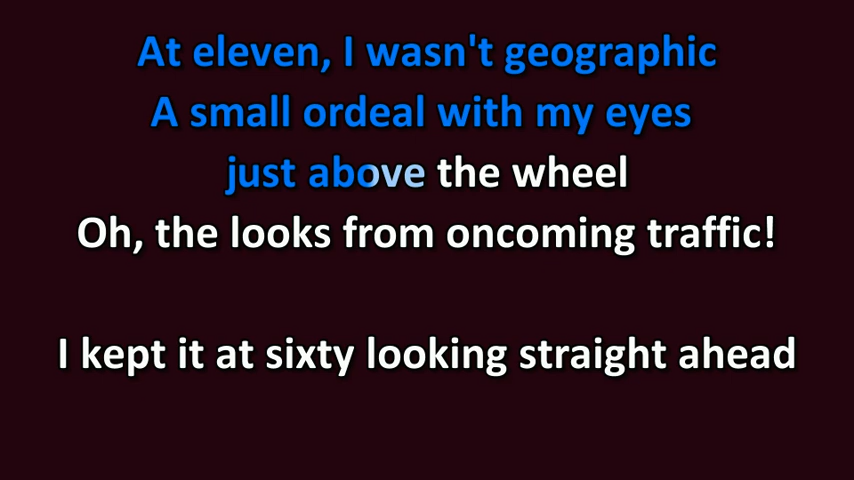 At eleven, I wasn't geographic
A small ordeal with my eyes
just above the wheel
Oh, the looks from oncoming traffic!
I kept it at sixty looking straight ahead